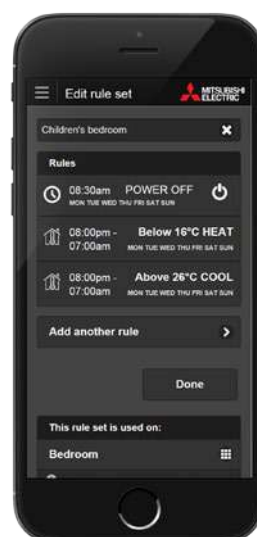 Edit rule set
MITSUBISHI
ELECTRIC
Children's bedroom
Rules
08:30am POWER OFF
MON TUE WED THU FRI SAT SUN
08:00pm - Below 16°C HEAT
07:00am MON TUE WED THU FRI SAT SUN
08:00pm - Above 26°C COOL
07:00am MON TUE WED THU FRI SAT SUN
Add another rule
Done
This rule set is used on:
Bedroom